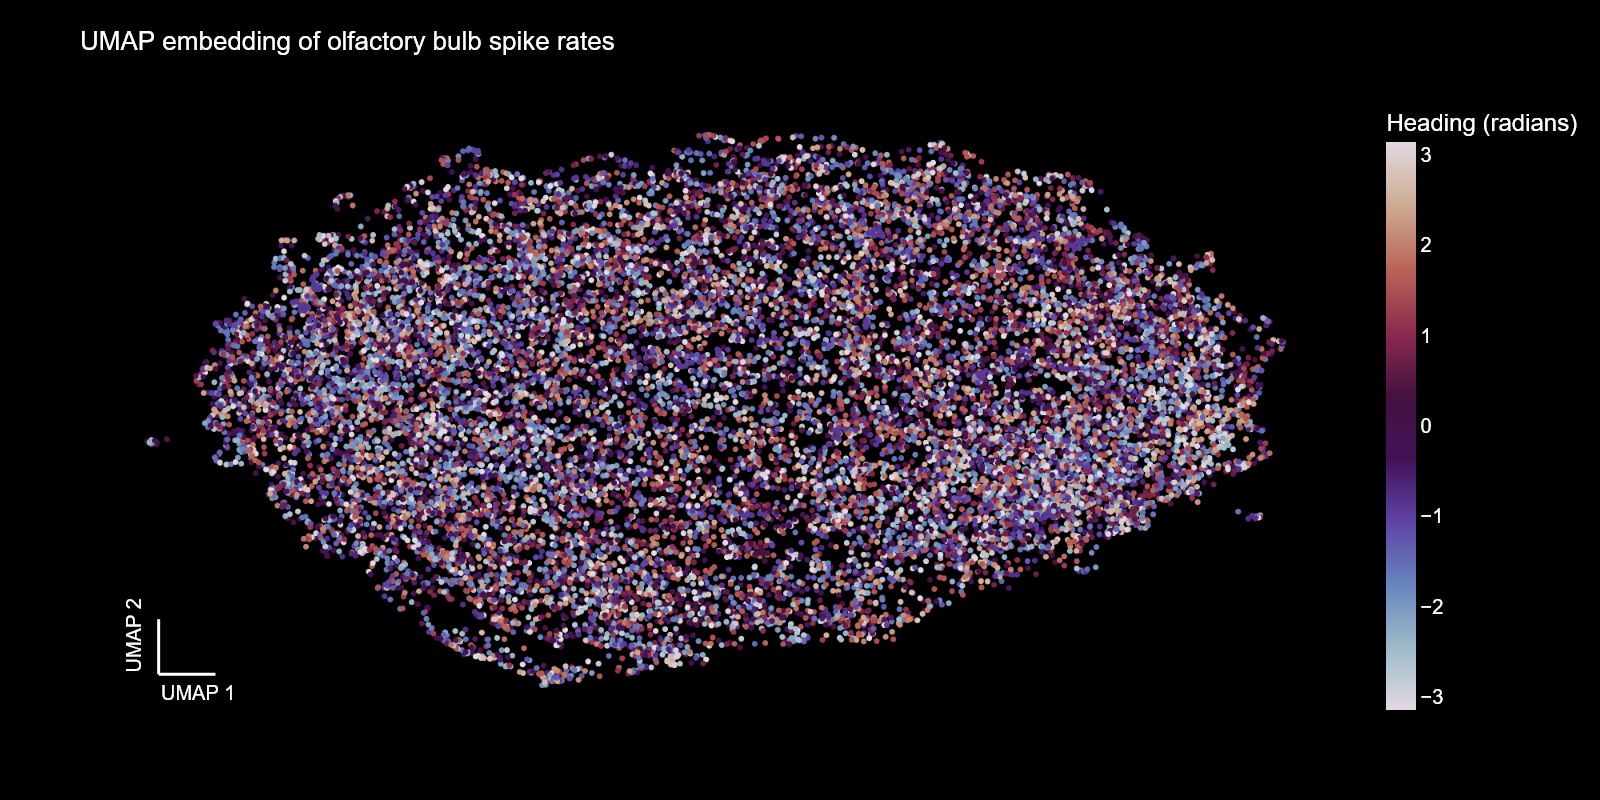 UMAP embedding of olfactory bulb spike rates
Heading (radians)
3
2
1
0
−1
−2
−3
UMAP 2
UMAP 1